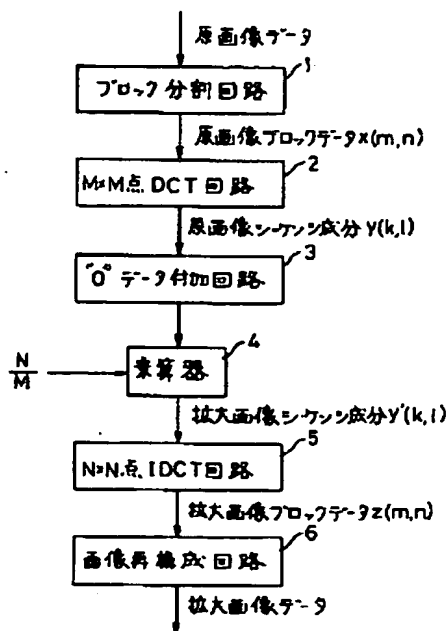 原画像データ
1
ブロック分割回路
原画像ブロックデータx(m,n)
2
M×M点 DCT回路
原画像シーケンシ成分 y(k,l)
3
"0"データ付加回路
4
N/M
乗算器
拡大画像シーケンシ成分y'(k,l)
5
N×N点 IDCT回路
拡大画像ブロックデータz(m,n)
6
画像再構成回路
拡大画像データ